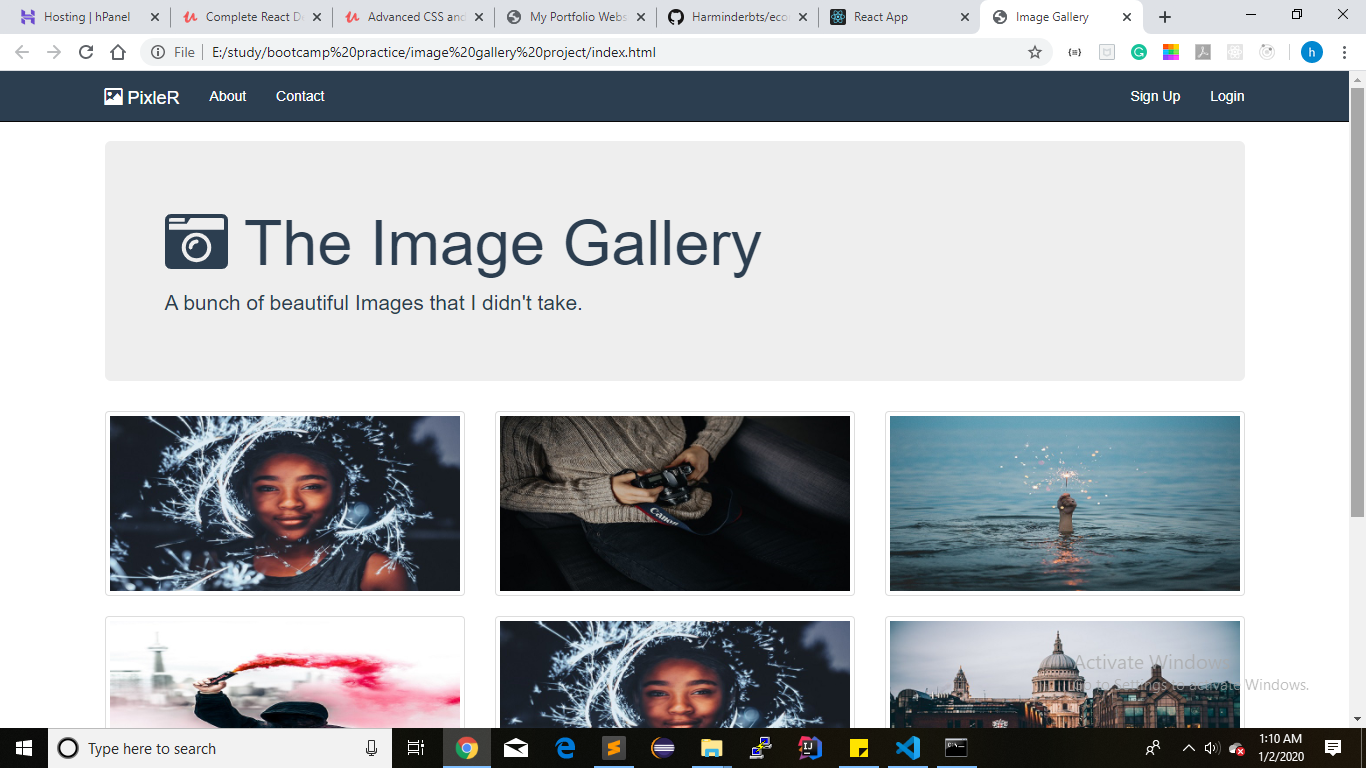 Hosting | hPanel
Complete React D
Advanced CSS and
My Portfolio Webs
Harminderbts/eco
React App
Image Gallery
File
E:/study/bootcamp%20practice/image%20gallery%20project/index.html
h
PixleR
About
Contact
Sign Up
Login
The Image Gallery
A bunch of beautiful Images that I didn't take.
Canon
Activate Windows
Go to Settings to activate Windows.
Type here to search
1:10 AM
1/2/2020